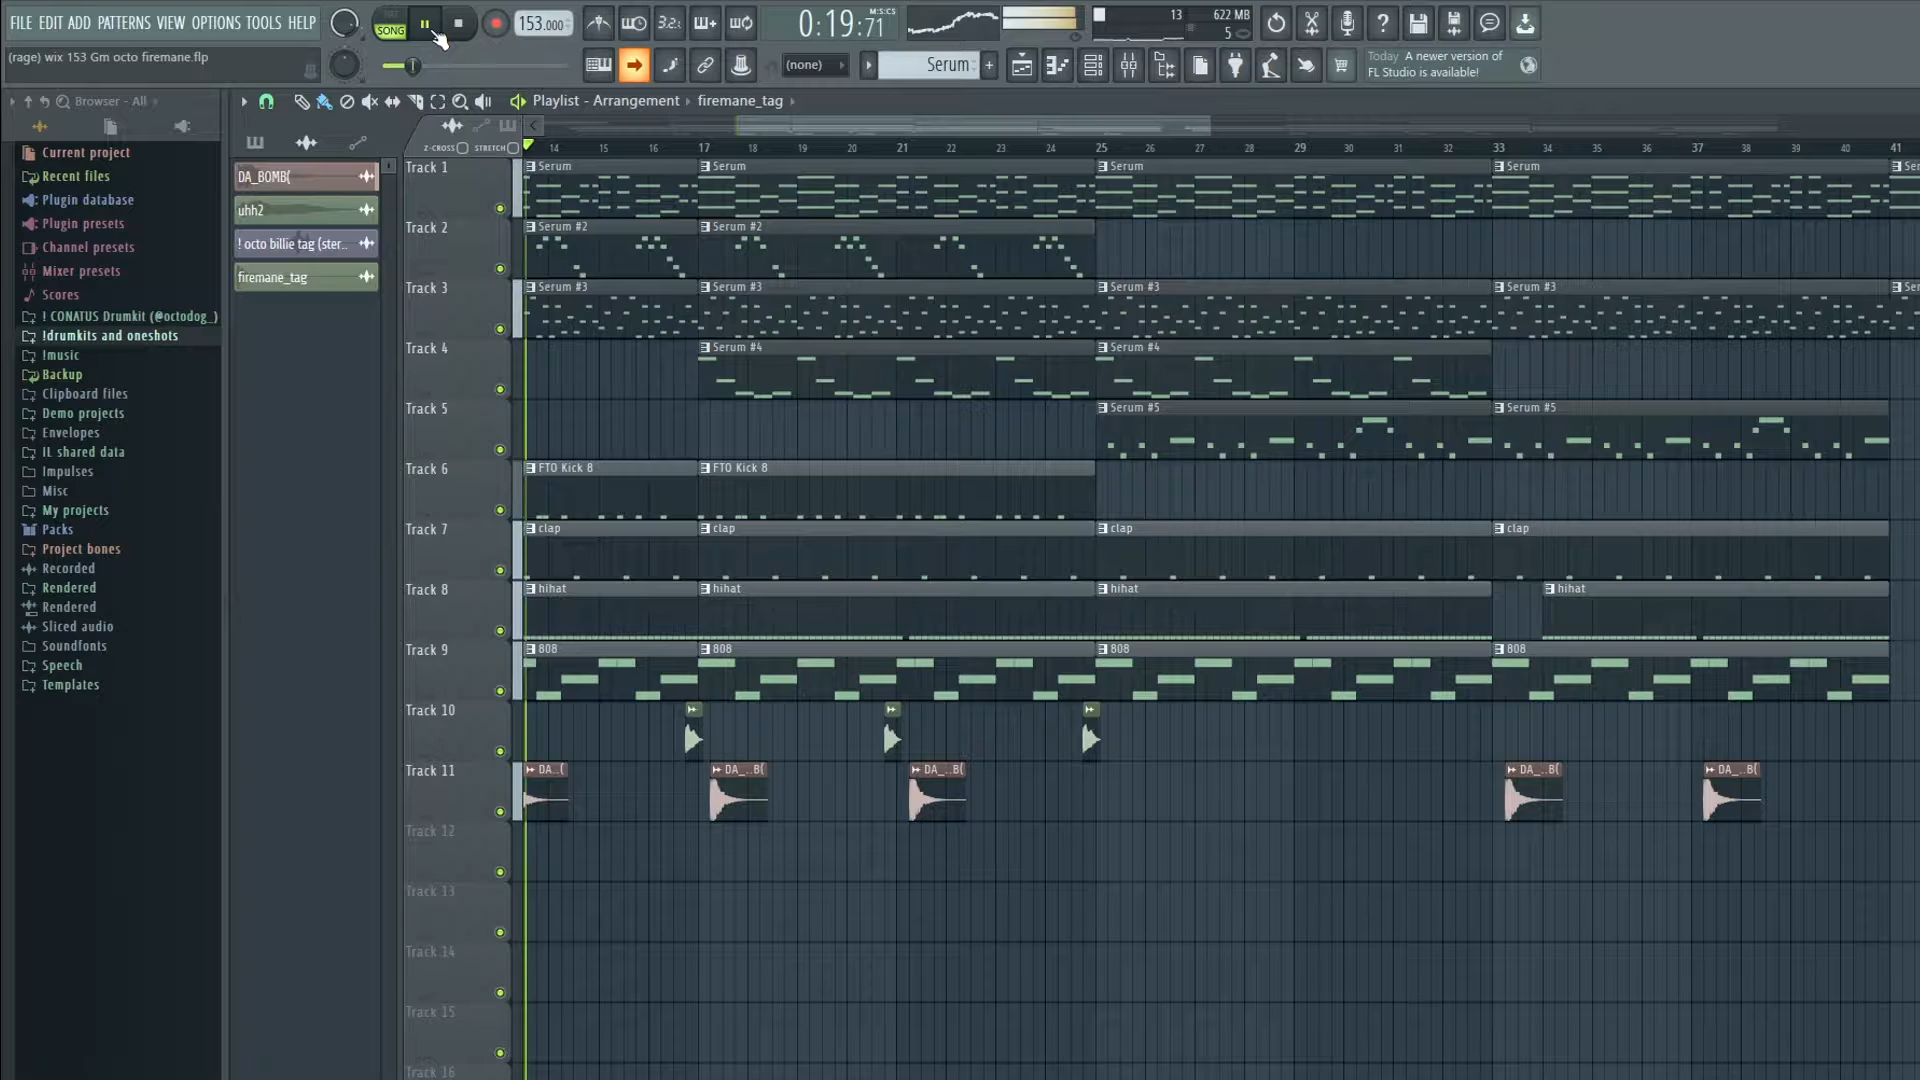 FILE EDIT ADD PATTERNS VIEW OPTIONS TOOLS HELP
SONG
153.000
3.2:
0:19:71
M:S:CS
13
622 MB
5
(rage) wix 153 Gm octo firemane.flp
(none)
Serum
Today A newer version of
FL Studio is available!
Browser - All
Playlist - Arrangement › firemane_tag ›
Z-CROSS STRETCH
14 15 16 17 18 19 20 21 22 23 24 25 26 27 28 29 30 31 32 33 34 35 36 37 38 39 40 41
Current project
Recent files
Plugin database
Plugin presets
Channel presets
Mixer presets
Scores
! CONATUS Drumkit (@octodog_)
!drumkits and oneshots
!music
Backup
Clipboard files
Demo projects
Envelopes
IL shared data
Impulses
Misc
My projects
Packs
Project bones
Recorded
Rendered
Rendered
Sliced audio
Soundfonts
Speech
Templates
DA_BOMB(
uhh2
! octo billie tag (ster..
firemane_tag
Track 1
Serum Serum Serum Serum Ser
Track 2
Serum #2 Serum #2
Track 3
Serum #3 Serum #3 Serum #3 Serum #3 Ser
Track 4
Serum #4 Serum #4
Track 5
Serum #5 Serum #5
Track 6
FTO Kick 8 FTO Kick 8
Track 7
clap clap clap clap
Track 8
hihat hihat hihat hihat
Track 9
808 808 808 808
Track 10
Track 11
DA_..( DA_..B( DA_..B( DA_..B( DA_..B(
Track 12
Track 13
Track 14
Track 15
Track 16